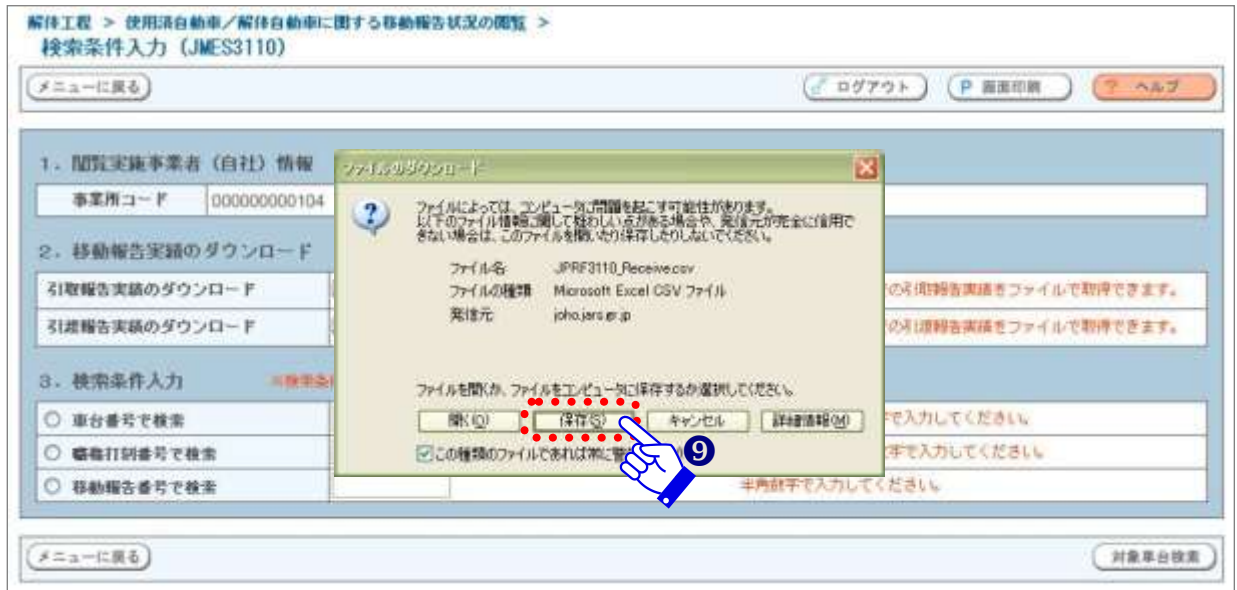 解体工程 > 使用済自動車／解体自動車に関する移動報告状況の閲覧 >
検索条件入力（JMES3110）
メニューに戻る
ログアウト
画面印刷
? ヘルプ
1．閲覧実施事業者（自社）情報
事業所コード 000000000104
2．移動報告実績のダウンロード
引取報告実績のダウンロード の引取報告実績をファイルで取得できます。
引渡報告実績のダウンロード の引渡報告実績をファイルで取得できます。
3．検索条件入力 ※検索条
車台番号で検索 字で入力してください。
職権打刻番号で検索 字で入力してください。
移動報告番号で検索 半角数字で入力してください。
ファイルのダウンロード
ファイルによっては、コンピュータに問題を起こす可能性があります。
以下のファイル情報に関して疑わしい点がある場合や、発信元が完全に信用で
きない場合は、このファイルを開いたり保存したりしないでください。
ファイル名 JPRF3110_Receive.csv
ファイルの種類 Microsoft Excel CSV ファイル
発信元 joho.jars.gr.jp
ファイルを開くか、ファイルをコンピュータに保存するか選択してください。
開く(O) 保存(S) キャンセル 詳細情報(M)
この種類のファイルであれば常に警
❾
メニューに戻る
対象車台検索